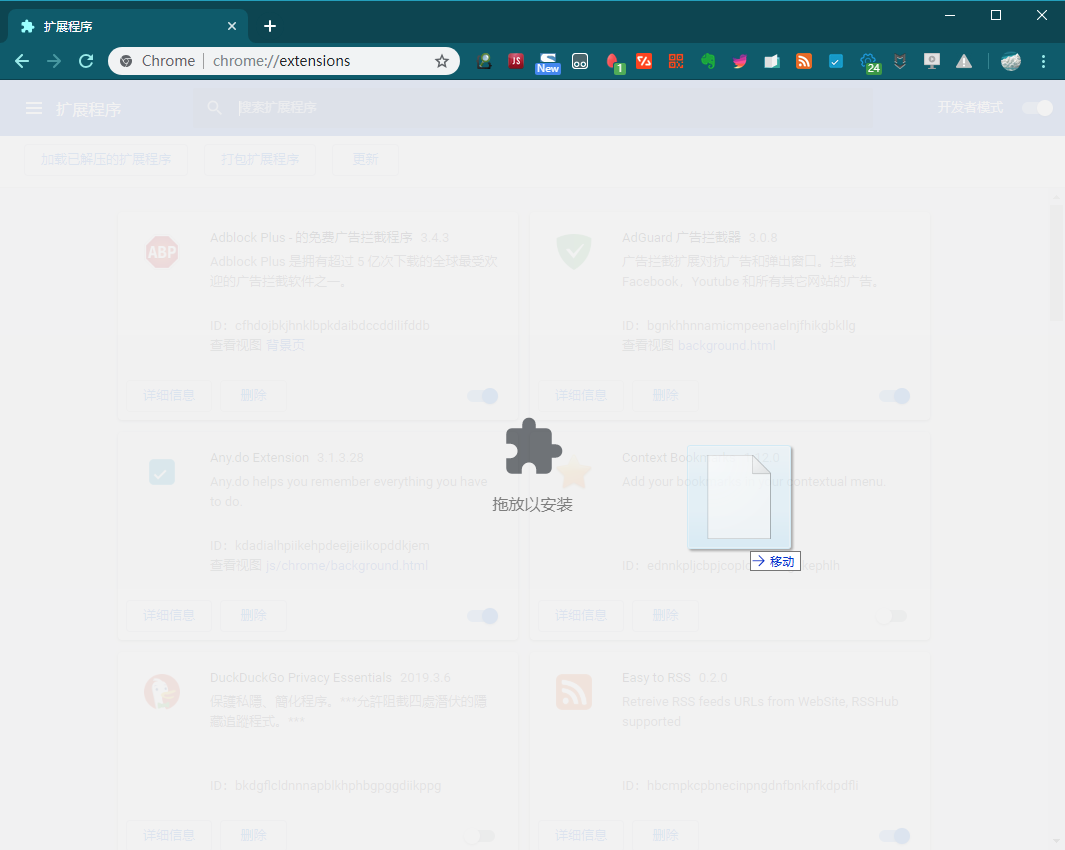 扩展程序
Chrome | chrome://extensions
JS
New
1
24
扩展程序
搜索扩展程序
开发者模式
加载已解压的扩展程序
打包扩展程序
更新
ABP
Adblock Plus - 的免费广告拦截程序 3.4.3
Adblock Plus 是拥有超过 5 亿次下载的全球最受欢
迎的广告拦截软件之一。
ID：cfhdojbkjhnklbpkdaibdccddilifddb
查看视图 背景页
详细信息
删除
AdGuard 广告拦截器 3.0.8
广告拦截扩展对抗广告和弹出窗口。拦截
Facebook、Youtube 和所有其它网站的广告。
ID：bgnkhhnnamicmpeenaelnjfhikgbkllg
查看视图 background.html
详细信息
删除
Any.do Extension 3.1.3.28
Any.do helps you remember everything you have
to do.
ID：kdadialhpiikehpdeejjeiikopddkjem
查看视图 js/chrome/background.html
详细信息
删除
Context
Add your contextual menu.
详细信息
删除
拖放以安装
移动
DuckDuckGo Privacy Essentials 2019.3.6
保護私隱、簡化程序。***允許阻截四處潛伏的隱
藏追蹤程式。***
ID：bkdgflcldnnnapblkhphbgpggdiikppg
详细信息
删除
Easy to RSS 0.2.0
Retreive RSS feeds URLs from WebSite, RSSHub
supported
ID：hbcmpkcpbnecinpngdnfbnknfkdpdfli
详细信息
删除